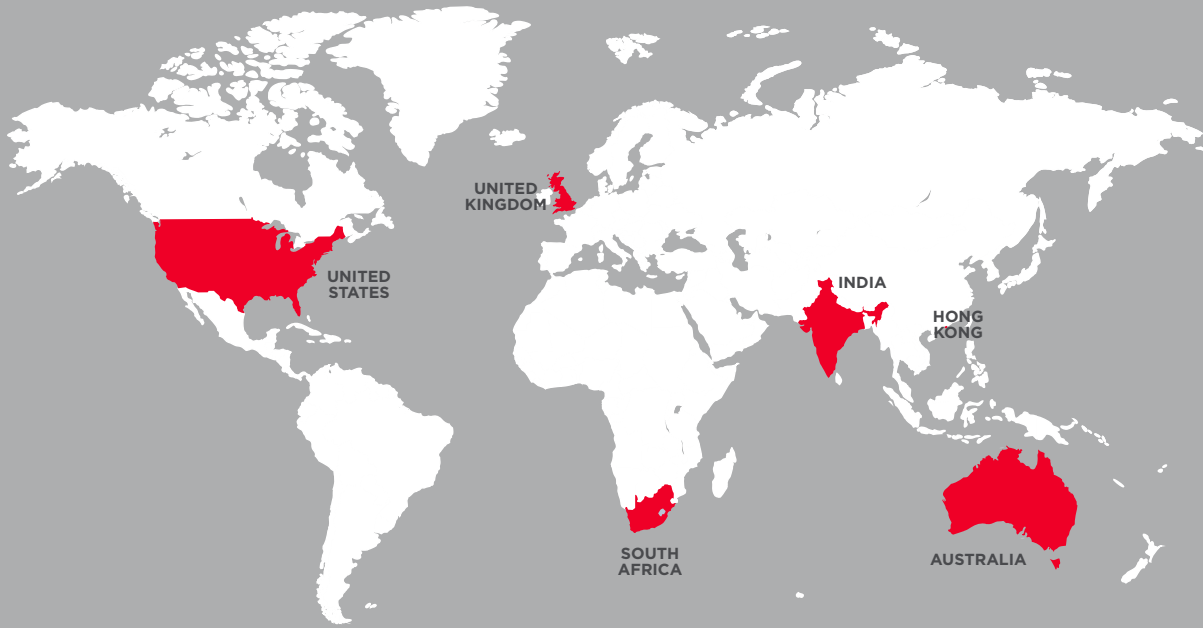 UNITED
KINGDOM
UNITED
STATES
INDIA
HONG
KONG
SOUTH
AFRICA
AUSTRALIA